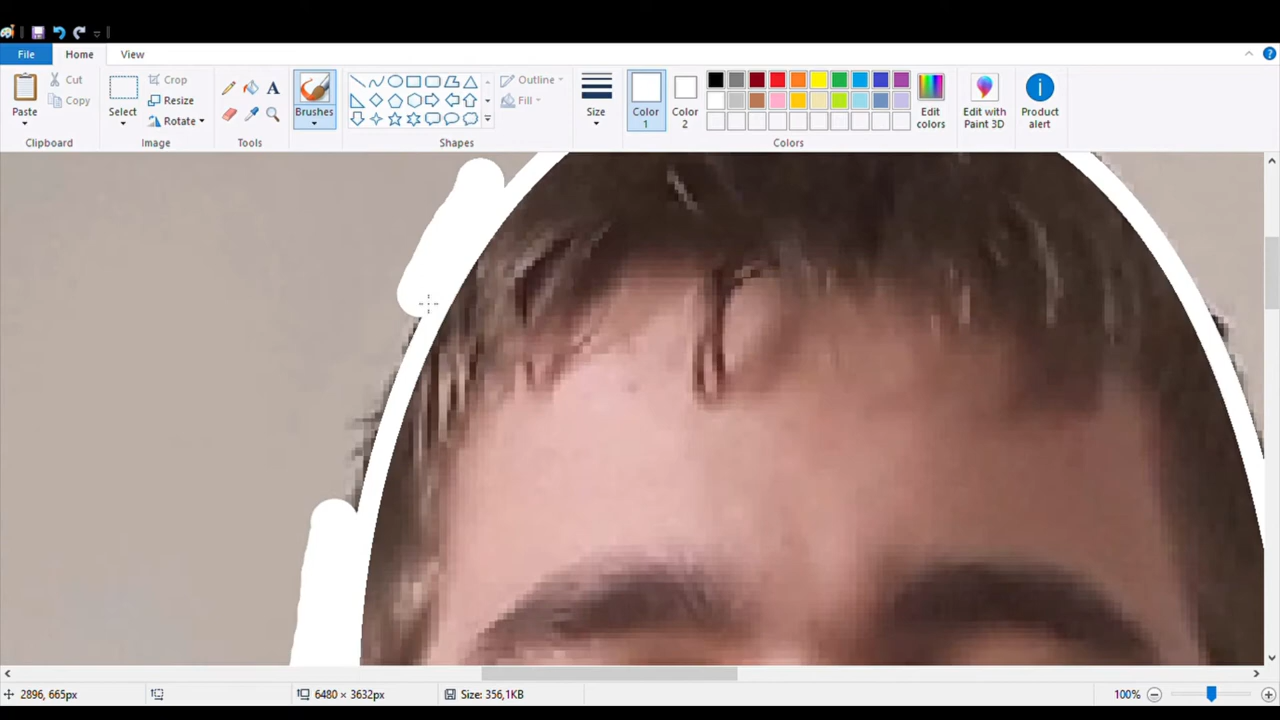 File Home View
Paste
Cut
Copy
Clipboard
Select
Crop
Resize
Rotate
Image
A
Tools
Brushes
Outline
Fill
Shapes
Size
Color 1
Color 2
Edit colors
Colors
Edit with Paint 3D
Product alert
2896, 665px
6480 × 3632px
Size: 356,1KB
100%